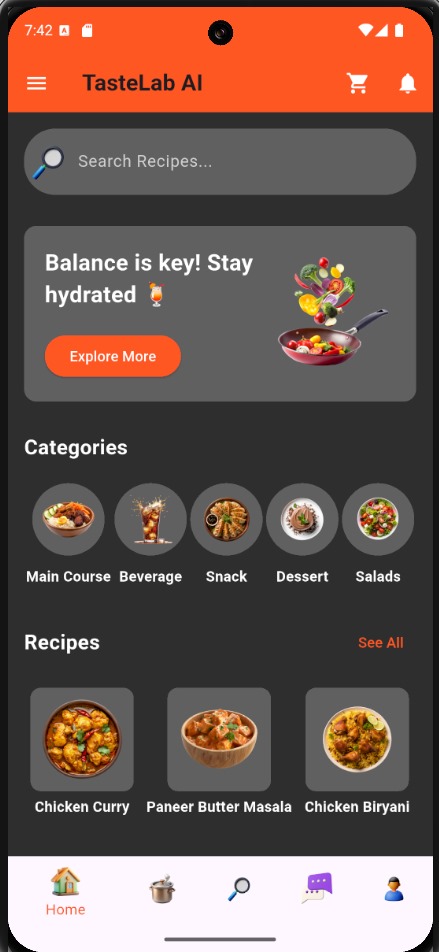 7:42 A
TasteLab AI
Search Recipes...
Balance is key! Stay
hydrated 🍹
Explore More
Categories
Main Course Beverage Snack Dessert Salads
Recipes See All
Chicken Curry Paneer Butter Masala Chicken Biryani
Home